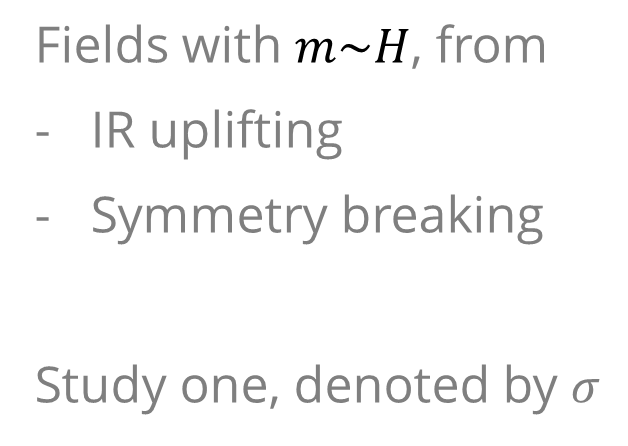 Fields with m~H, from
- IR uplifting
- Symmetry breaking
Study one, denoted by σ